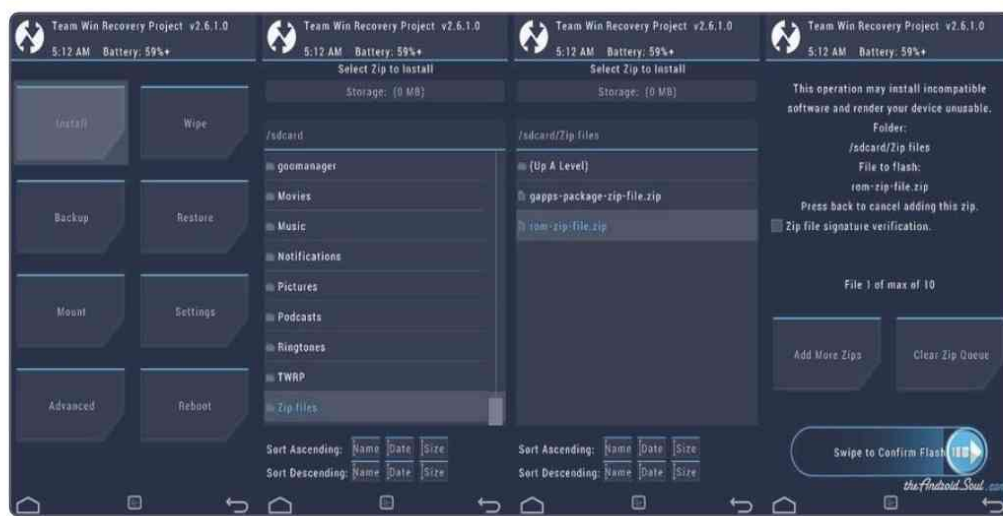 Team Win Recovery Project v2.6.1.0
5:12 AM Battery: 59%+
Install
Wipe
Backup
Restore
Mount
Settings
Advanced
Reboot
Team Win Recovery Project v2.6.1.0
5:12 AM Battery: 59%+
Select Zip to Install
Storage: (0 MB)
/sdcard
goomanager
Movies
Music
Notifications
Pictures
Podcasts
Ringtones
TWRP
Zip files
Sort Ascending: Name Date Size
Sort Descending: Name Date Size
Team Win Recovery Project v2.6.1.0
5:12 AM Battery: 59%+
Select Zip to Install
Storage: (0 MB)
/sdcard/Zip files
(Up A Level)
gapps-package-zip-file.zip
rom-zip-file.zip
Sort Ascending: Name Date Size
Sort Descending: Name Date Size
Team Win Recovery Project v2.6.1.0
5:12 AM Battery: 59%+
This operation may install incompatible
software and render your device unusable.
Folder:
/sdcard/Zip files
File to flash:
rom-zip-file.zip
Press back to cancel adding this zip.
Zip file signature verification.
File 1 of max of 10
Add More Zips
Clear Zip Queue
Swipe to Confirm Flash
theAndroidSoul.com